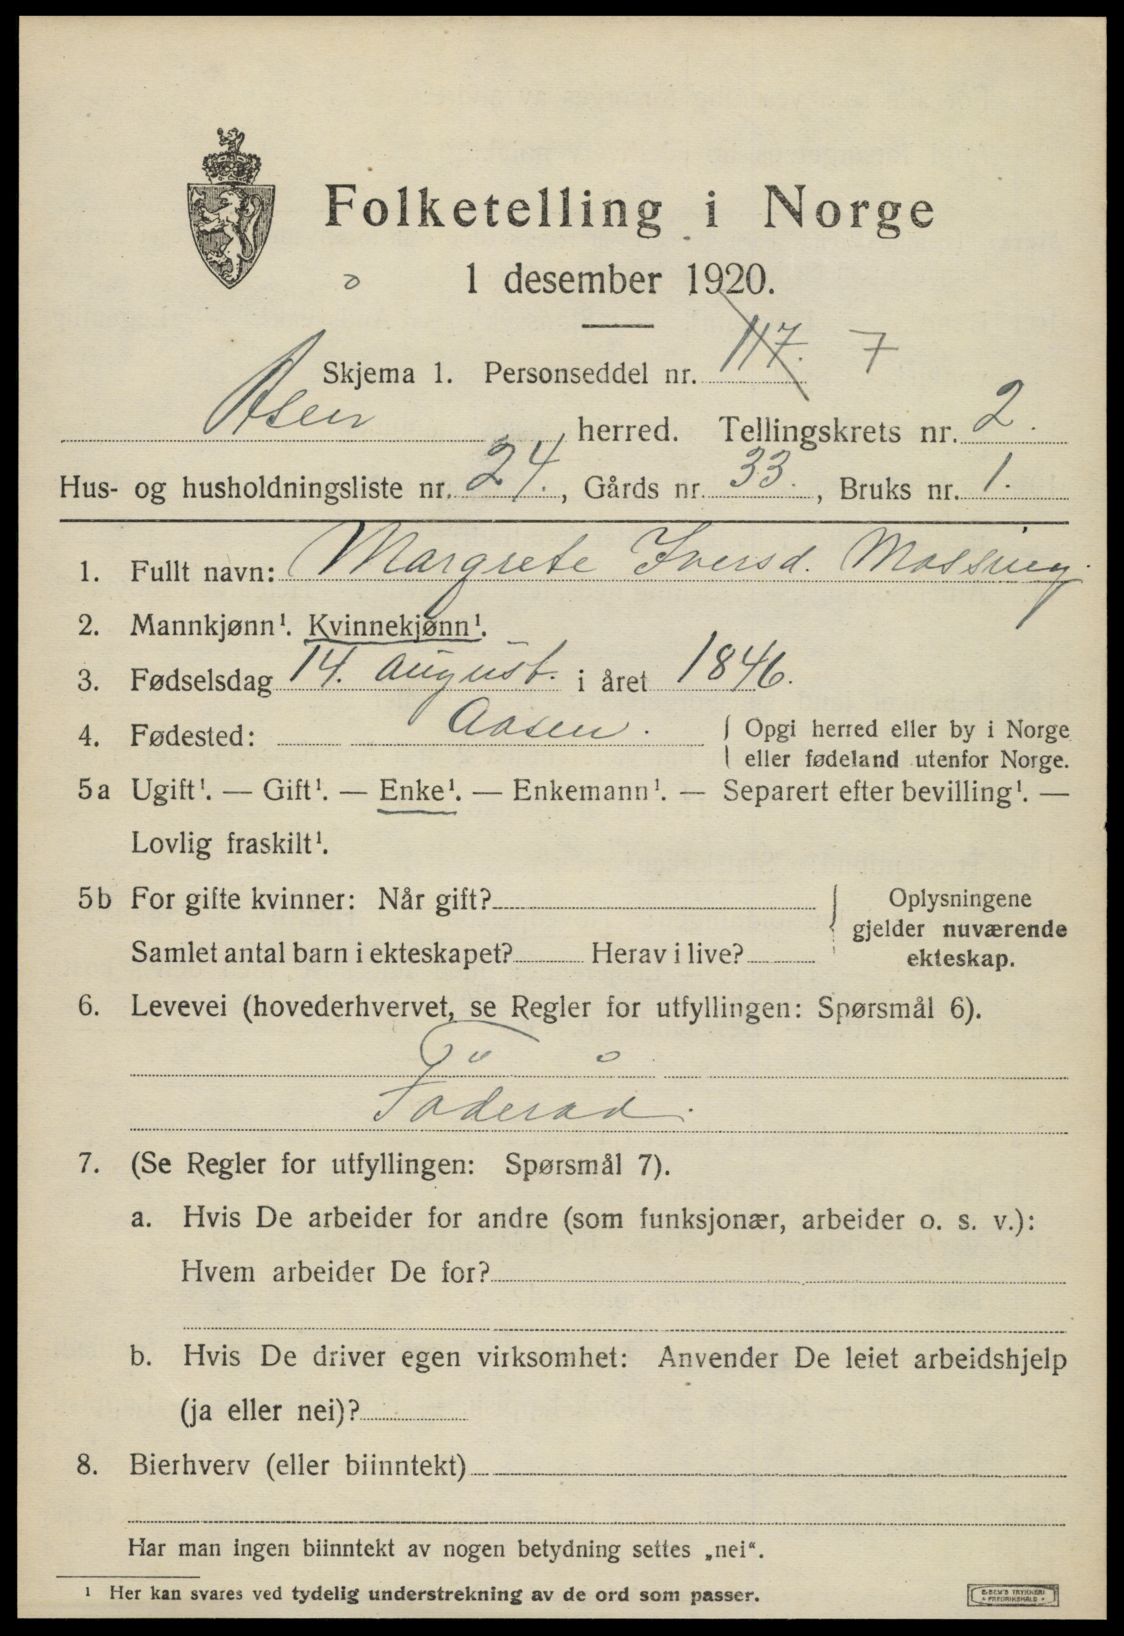 Folketelling i Norge
1 desember 1920.
Skjema 1. Personseddel nr. 117. 7
Åsen herred. Tellingskrets nr. 2.
Hus- og husholdningsliste nr. 24., Gårds nr. 33., Bruks nr. 1.
1. Fullt navn: Margrete Iversd. Mossing.
2. Mannkjønn¹. Kvinnekjønn¹.
3. Fødselsdag 14. august. i året 1846.
4. Fødested: Aasen. { Opgi herred eller by i Norge
eller fødeland utenfor Norge.
5a Ugift¹. — Gift¹. — Enke¹. — Enkemann¹. — Separert efter bevilling¹. —
Lovlig fraskilt¹.
5b For gifte kvinner: Når gift? { Oplysningene
gjelder nuværende
Samlet antal barn i ekteskapet? Herav i live? ekteskap.
6. Levevei (hovederhvervet, se Regler for utfyllingen: Spørsmål 6).
Föderåd.
7. (Se Regler for utfyllingen: Spørsmål 7).
a. Hvis De arbeider for andre (som funksjonær, arbeider o. s. v.):
Hvem arbeider De for?
b. Hvis De driver egen virksomhet: Anvender De leiet arbeidshjelp
(ja eller nei)?
8. Bierhverv (eller biinntekt)
Har man ingen biinntekt av nogen betydning settes „nei“.
¹ Her kan svares ved tydelig understrekning av de ord som passer.